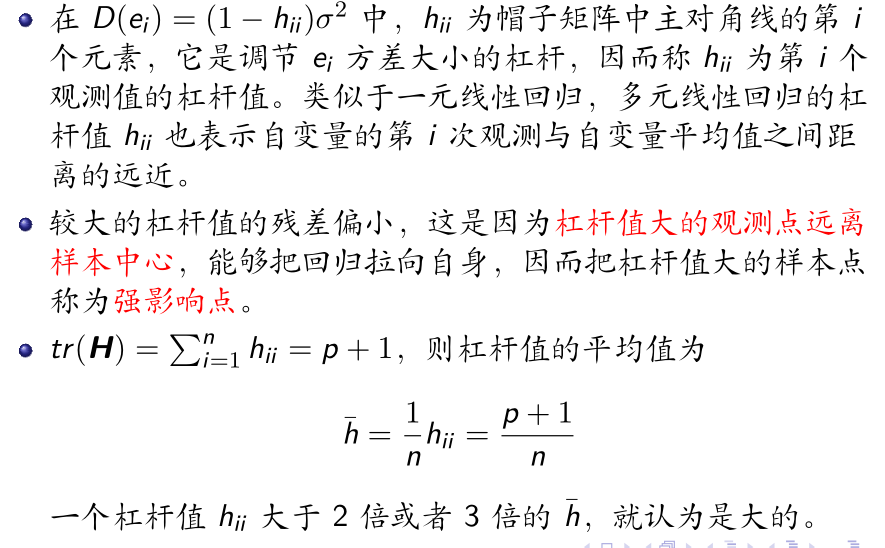 在 D(e_i) = (1 − h_{ii})σ^2 中，h_{ii} 为帽子矩阵中主对角线的第 i
个元素，它是调节 e_i 方差大小的杠杆，因而称 h_{ii} 为第 i 个
观测值的杠杆值。类似于一元线性回归，多元线性回归的杠
杆值 h_{ii} 也表示自变量的第 i 次观测与自变量平均值之间距
离的远近。
较大的杠杆值的残差偏小，这是因为杠杆值大的观测点远离
样本中心，能够把回归拉向自身，因而把杠杆值大的样本点
称为强影响点。
tr(H) = ∑_{i=1}^{n} h_{ii} = p + 1，则杠杆值的平均值为
h̄ = \frac{1}{n} h_{ii} = \frac{p + 1}{n}
一个杠杆值 h_{ii} 大于 2 倍或者 3 倍的 h̄，就认为是大的。